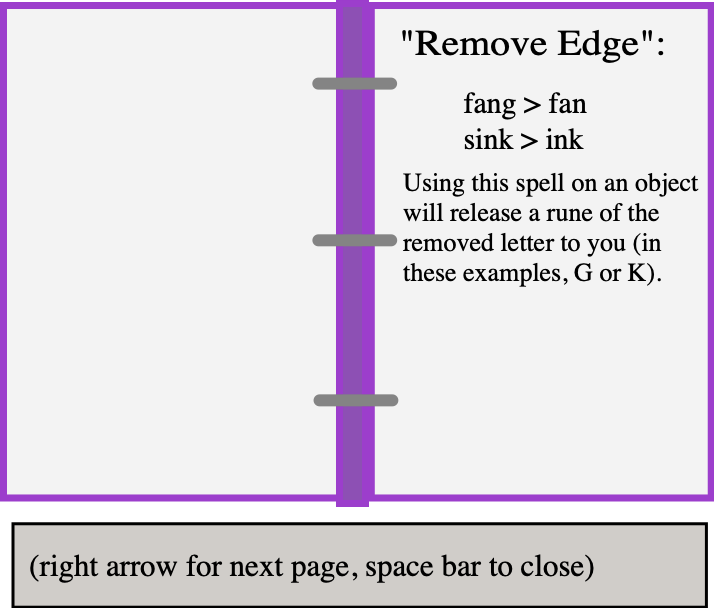 "Remove Edge":
fang > fan
sink > ink
Using this spell on an object
will release a rune of the
removed letter to you (in
these examples, G or K).
(right arrow for next page, space bar to close)